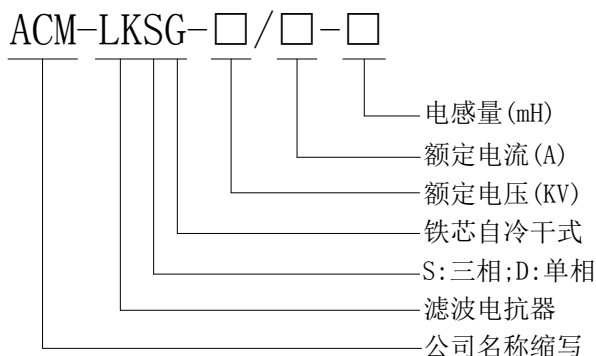 ACM-LKSG-□/□-□
电感量(mH)
额定电流(A)
额定电压(KV)
铁芯自冷干式
S:三相;D:单相
滤波电抗器
公司名称缩写